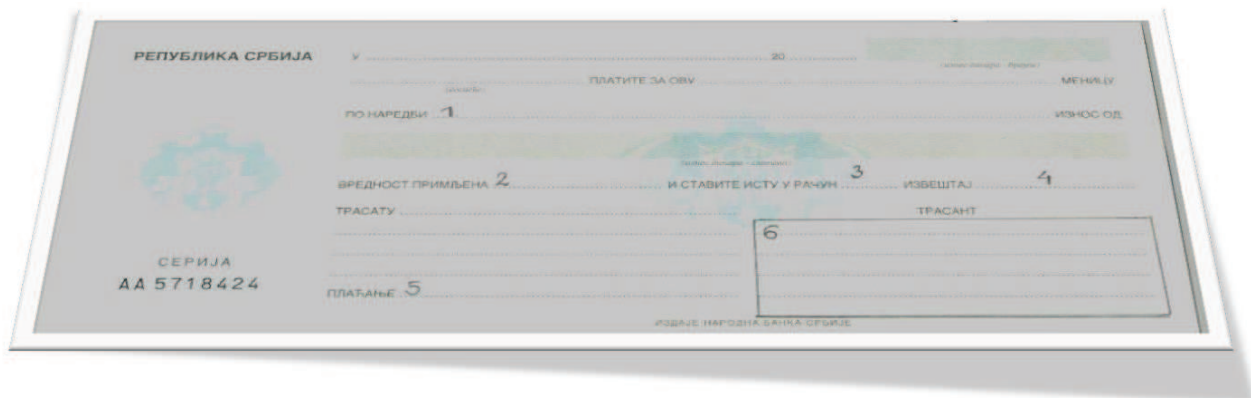 РЕПУБЛИКА СРБИЈА У 20
ПЛАТИТЕ ЗА ОВУ МЕНИЦУ
ПО НАРЕДБИ 1 ИЗНОС ОД
ВРЕДНОСТ ПРИМЉЕНА 2 И СТАВИТЕ ИСТУ У РАЧУН 3 ИЗВЕШТАЈ 4
ТРАСАТУ ТРАСАНТ
6
СЕРИЈА
АА 5718424 ПЛАЋАЊЕ 5
ИЗДАЈЕ НАРОДНА БАНКА СРБИЈЕ